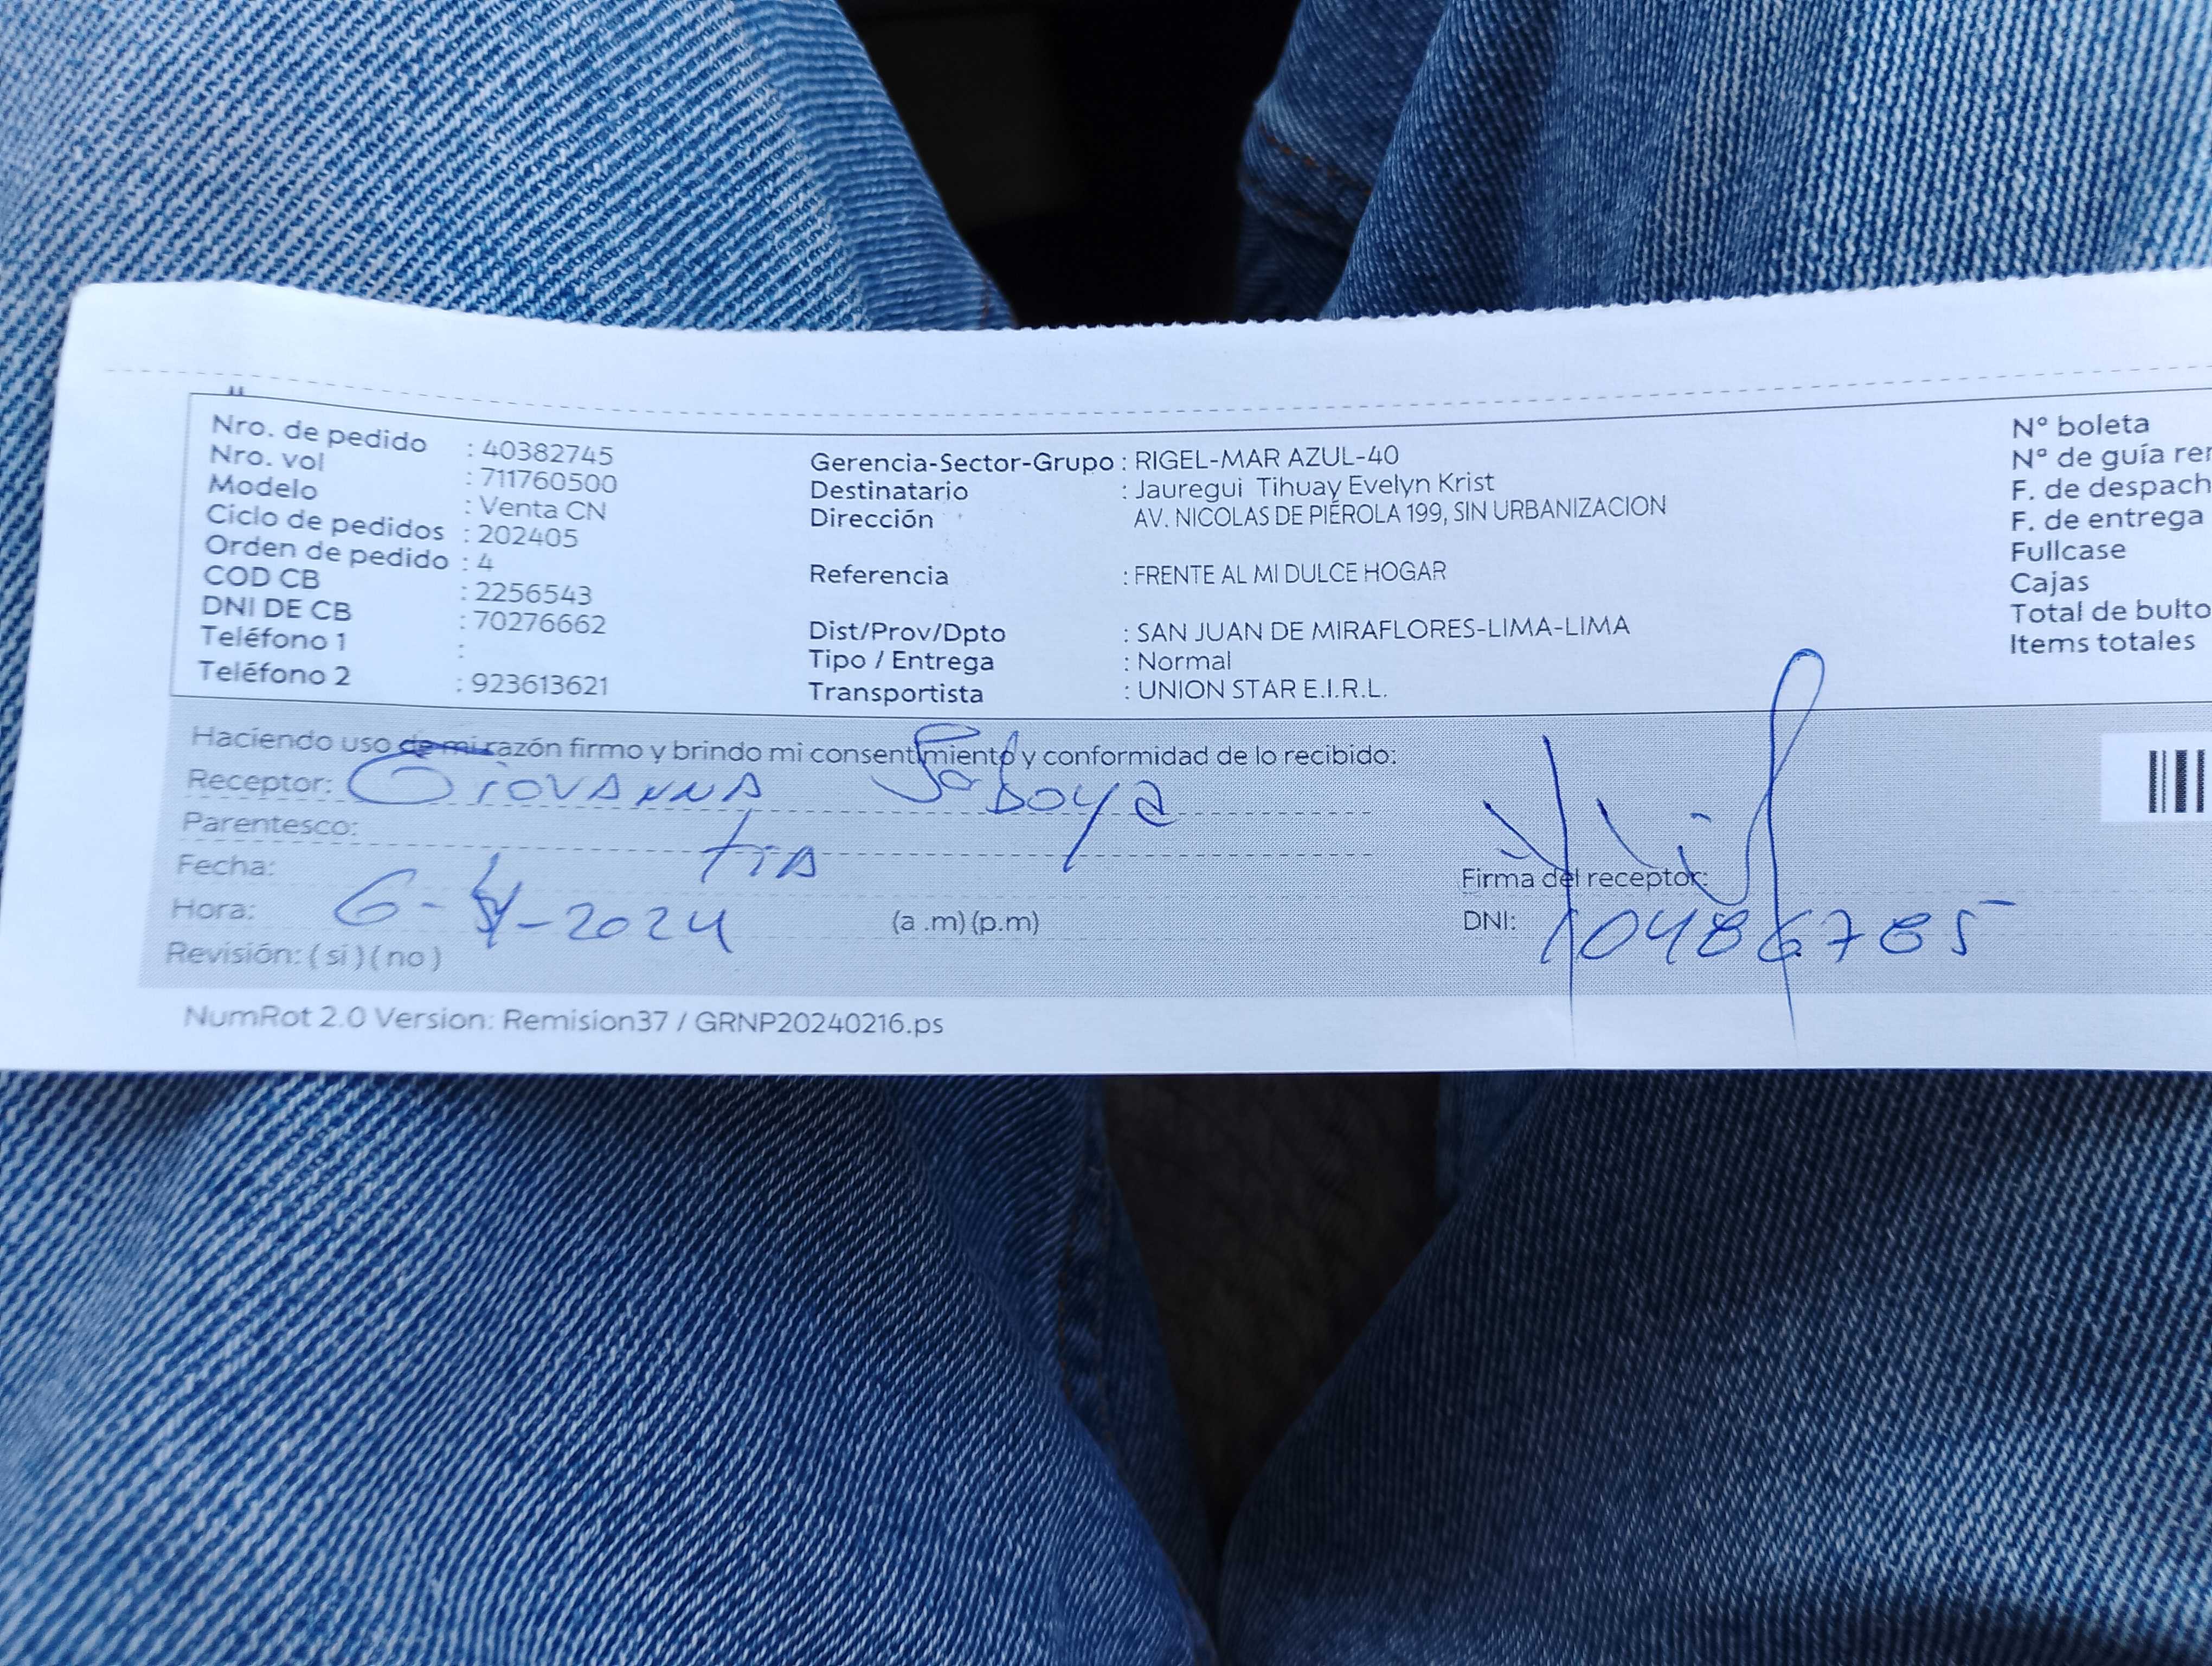 Nro. de pedido : 40382745
Nro. vol : 711760500
Modelo : Venta CN
Ciclo de pedidos : 202405
Orden de pedido : 4
COD CB : 2256543
DNI DE CB : 70276662
Teléfono 1 :
Teléfono 2 : 923613621
Gerencia-Sector-Grupo : RIGEL-MAR AZUL-40
Destinatario : Jauregui Tihuay Evelyn Krist
Dirección AV. NICOLAS DE PIÉROLA 199, SIN URBANIZACION
Referencia : FRENTE AL MI DULCE HOGAR
Dist/Prov/Dpto : SAN JUAN DE MIRAFLORES-LIMA-LIMA
Tipo / Entrega : Normal
Transportista : UNION STAR E.I.R.L.
Nº boleta
Nº de guía rer
F. de despach
F. de entrega
Fullcase
Cajas
Total de bulto
Items totales
Haciendo uso de mi razón firmo y brindo mi consentimiento y conformidad de lo recibido:
Receptor: GIOVANNA Saboya
Parentesco: tia
Fecha:
Hora: 6- -2024 (a .m) (p.m)
Revisión: ( si ) ( no )
Firma del receptor:
DNI: 10486785
NumRot 2.0 Version: Remision37 / GRNP20240216.ps